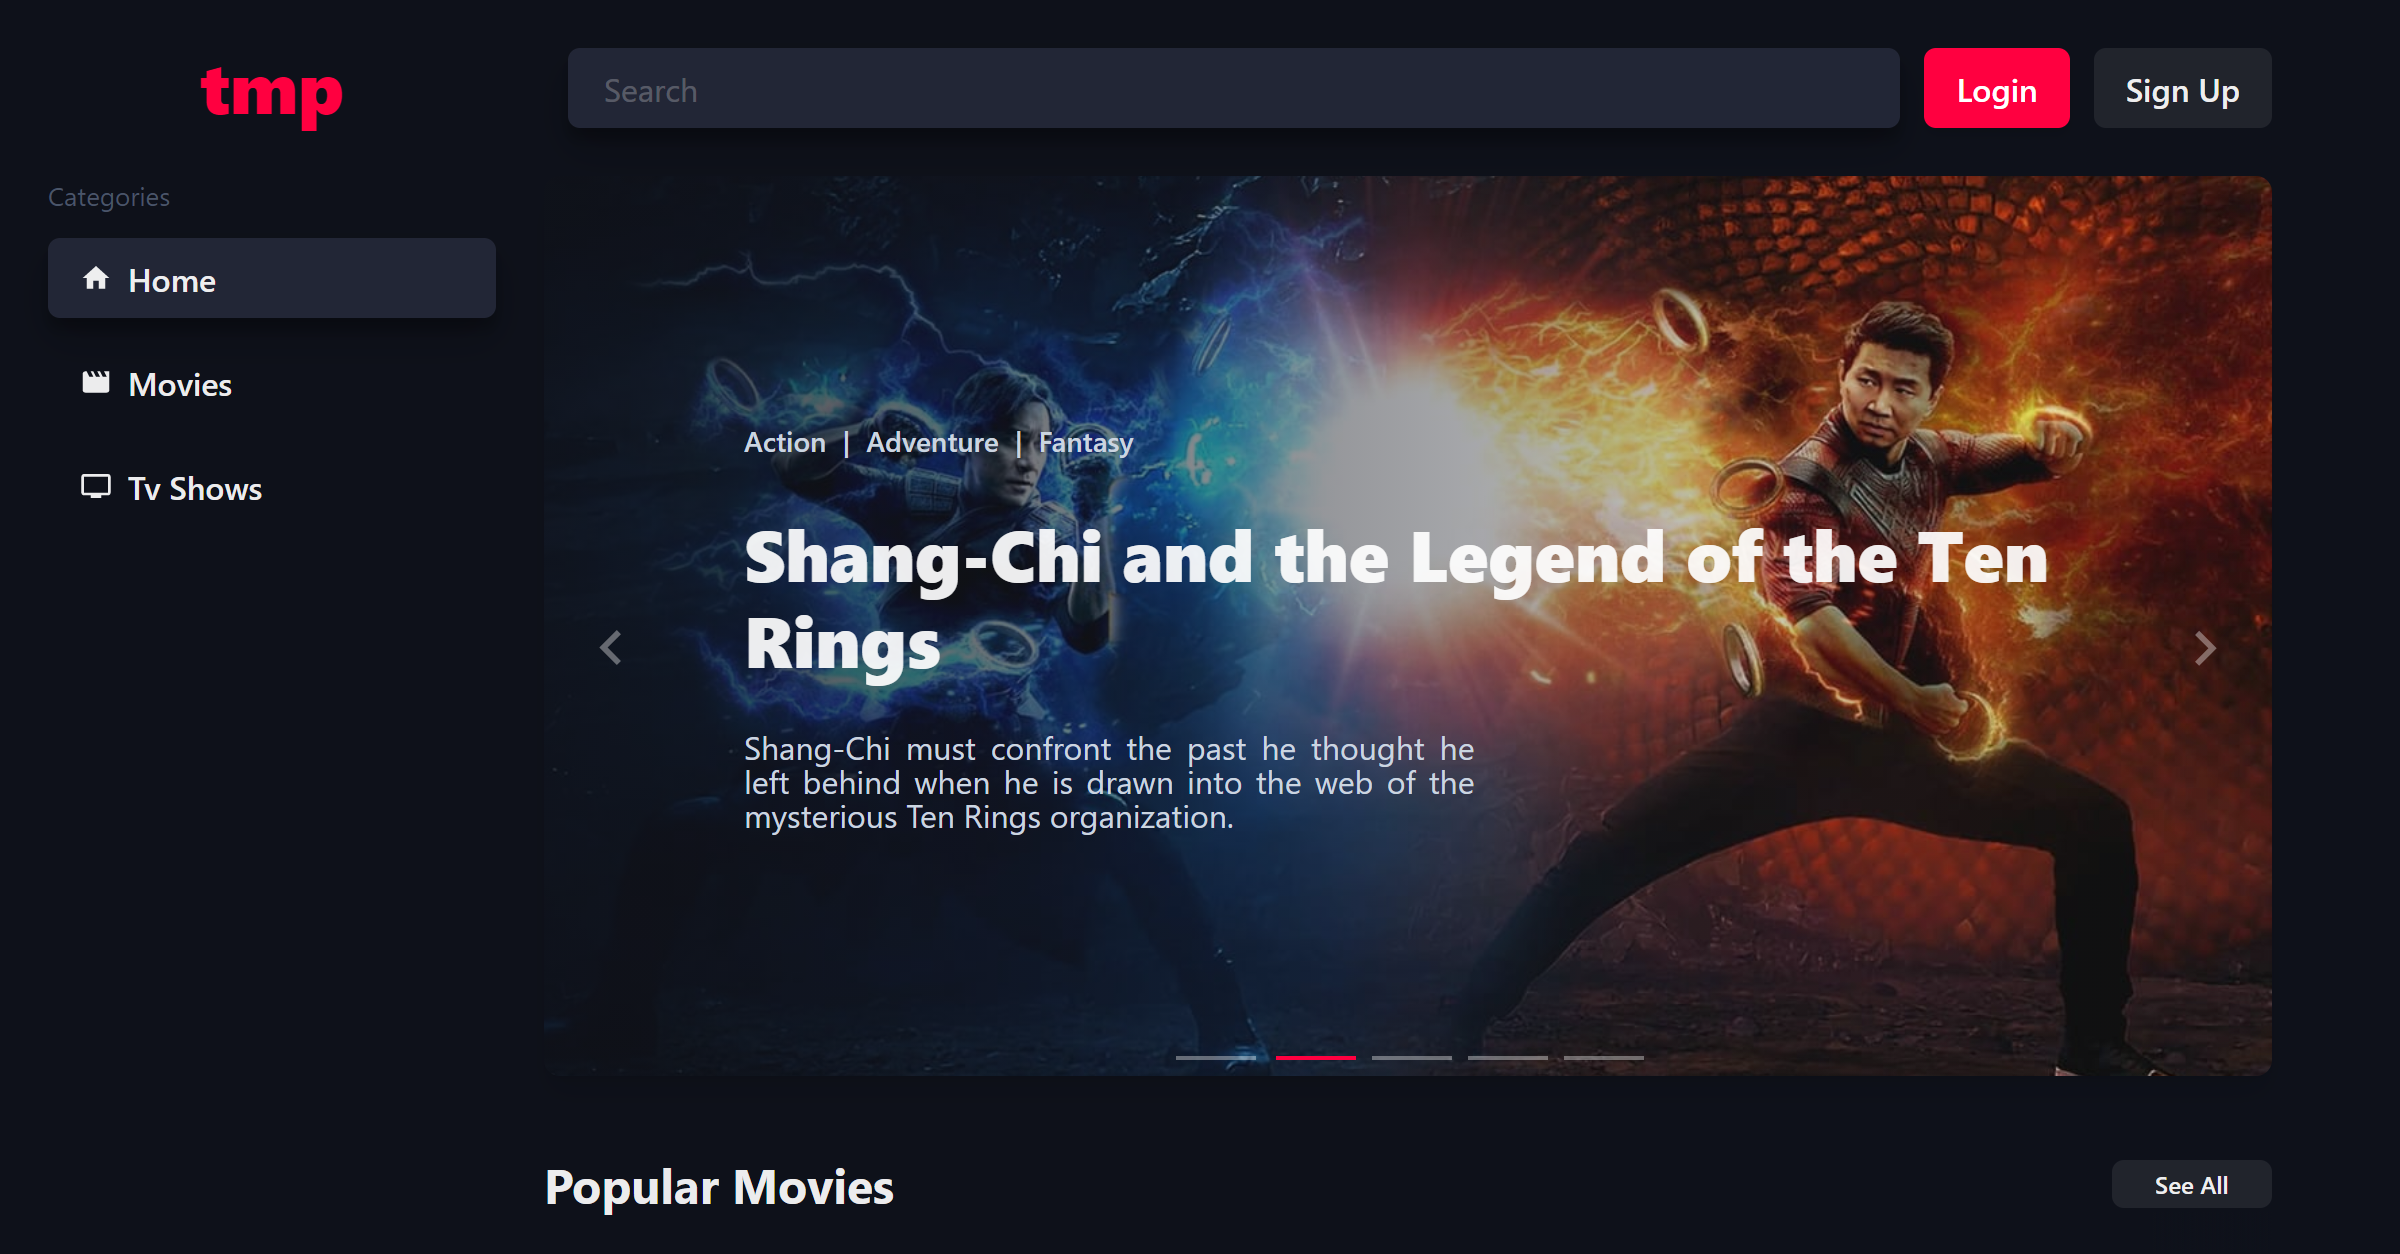 tmp
Search
Login
Sign Up
Categories
Home
Movies
Tv Shows
Action | Adventure | Fantasy
Shang-Chi and the Legend of the Ten
Rings
Shang-Chi must confront the past he thought he
left behind when he is drawn into the web of the
mysterious Ten Rings organization.
Popular Movies
See All